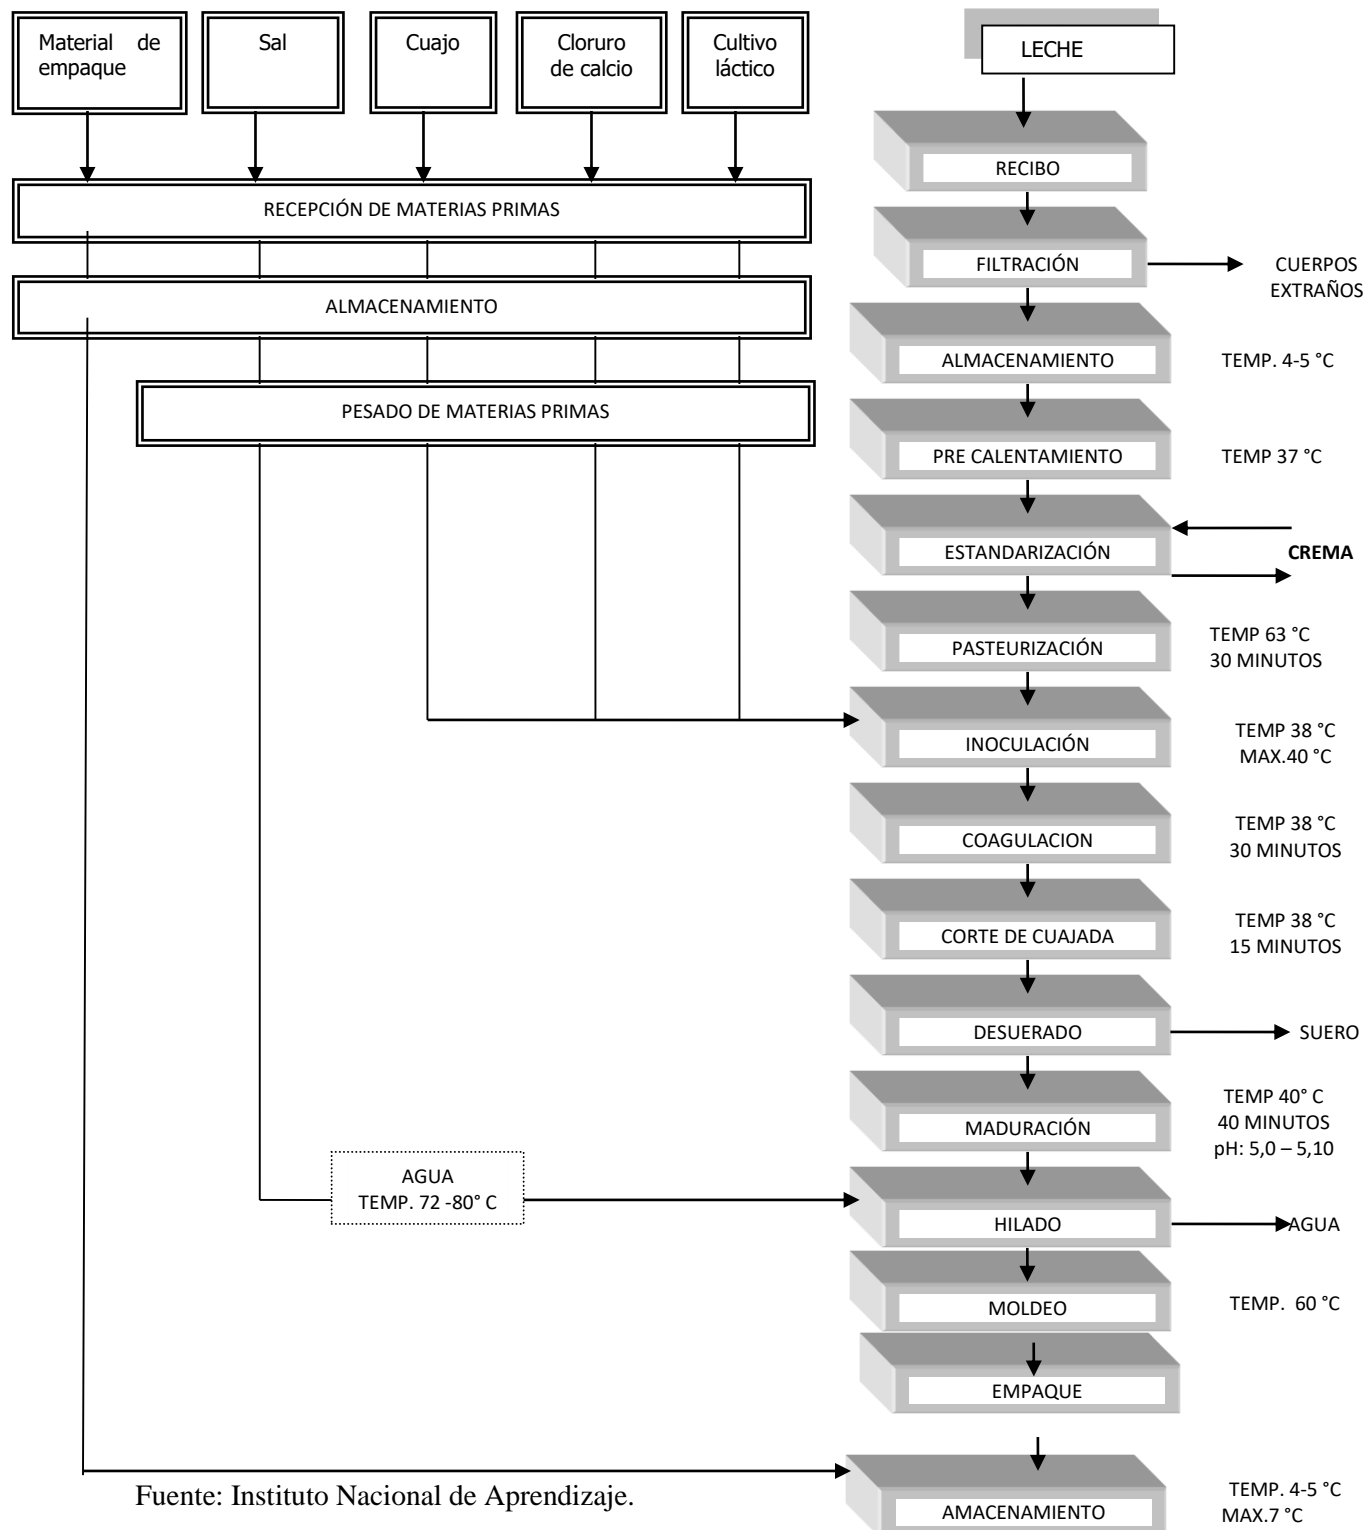 Material de
empaque
Sal
Cuajo
Cloruro
de calcio
Cultivo
láctico
RECEPCIÓN DE MATERIAS PRIMAS
ALMACENAMIENTO
PESADO DE MATERIAS PRIMAS
AGUA
TEMP. 72 -80° C
LECHE
RECIBO
FILTRACIÓN
CUERPOS
EXTRAÑOS
ALMACENAMIENTO
TEMP. 4-5 °C
PRE CALENTAMIENTO
TEMP 37 °C
ESTANDARIZACIÓN
CREMA
PASTEURIZACIÓN
TEMP 63 °C
30 MINUTOS
INOCULACIÓN
TEMP 38 °C
MAX.40 °C
COAGULACION
TEMP 38 °C
30 MINUTOS
CORTE DE CUAJADA
TEMP 38 °C
15 MINUTOS
DESUERADO
SUERO
MADURACIÓN
TEMP 40° C
40 MINUTOS
pH: 5,0 – 5,10
HILADO
AGUA
MOLDEO
TEMP. 60 °C
EMPAQUE
AMACENAMIENTO
TEMP. 4-5 °C
MAX.7 °C
Fuente: Instituto Nacional de Aprendizaje.